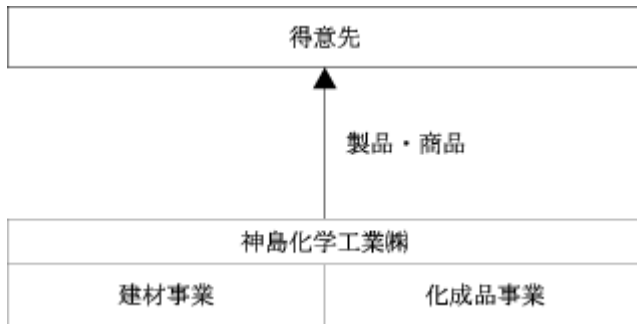 得意先
製品・商品
神島化学工業㈱
建材事業
化成品事業